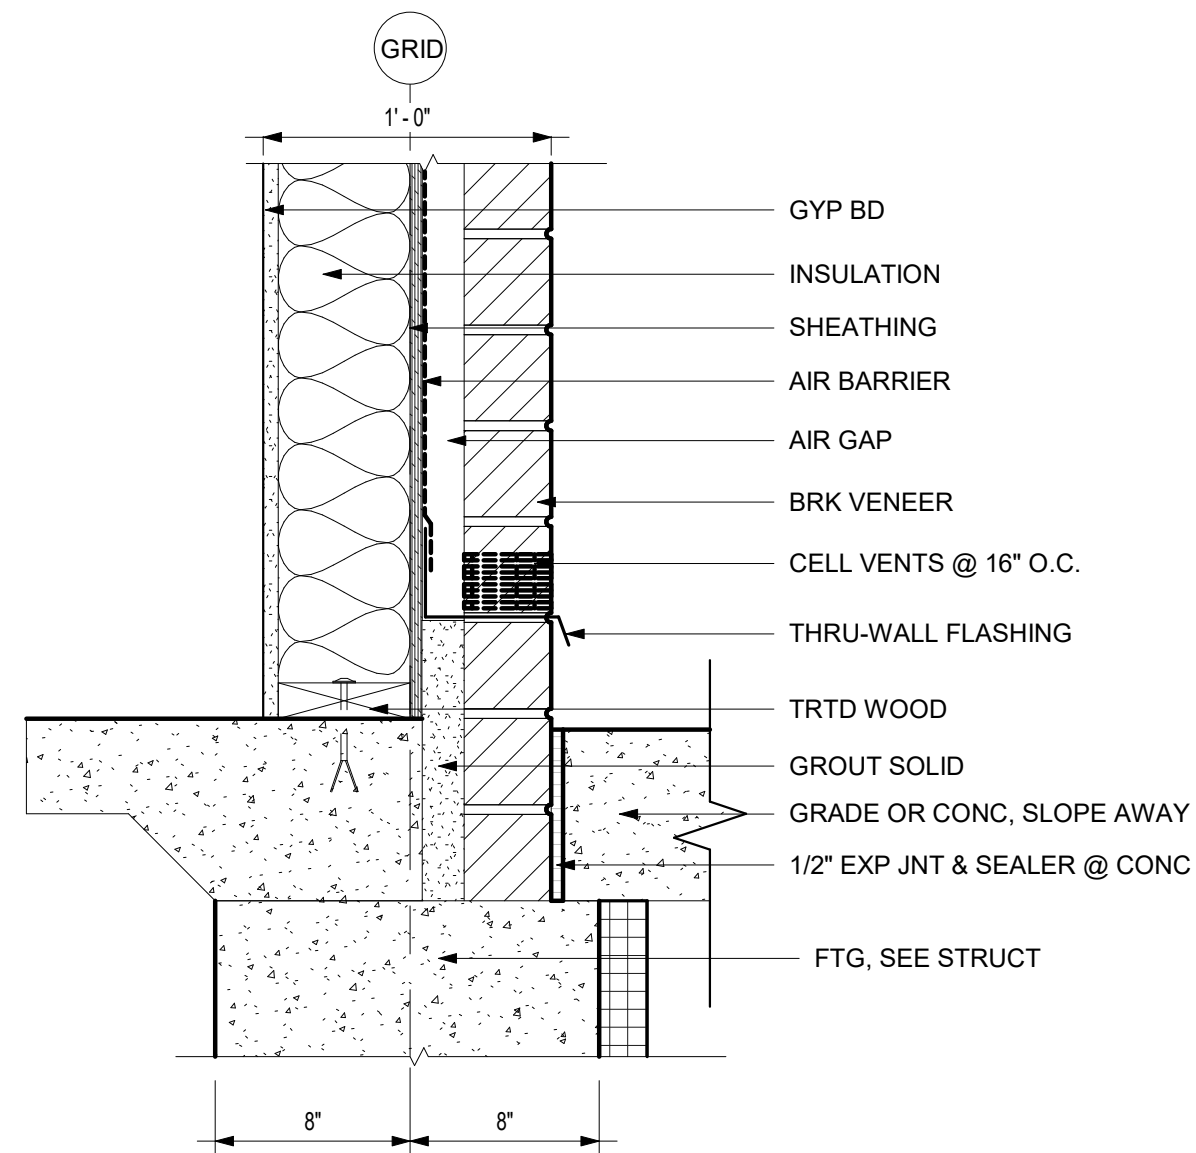 GRID
1' - 0"
GYP BD
INSULATION
SHEATHING
AIR BARRIER
AIR GAP
BRK VENEER
CELL VENTS @ 16" O.C.
THRU-WALL FLASHING
TRTD WOOD
GROUT SOLID
GRADE OR CONC, SLOPE AWAY
1/2" EXP JNT & SEALER @ CONC
FTG, SEE STRUCT
8" 8"